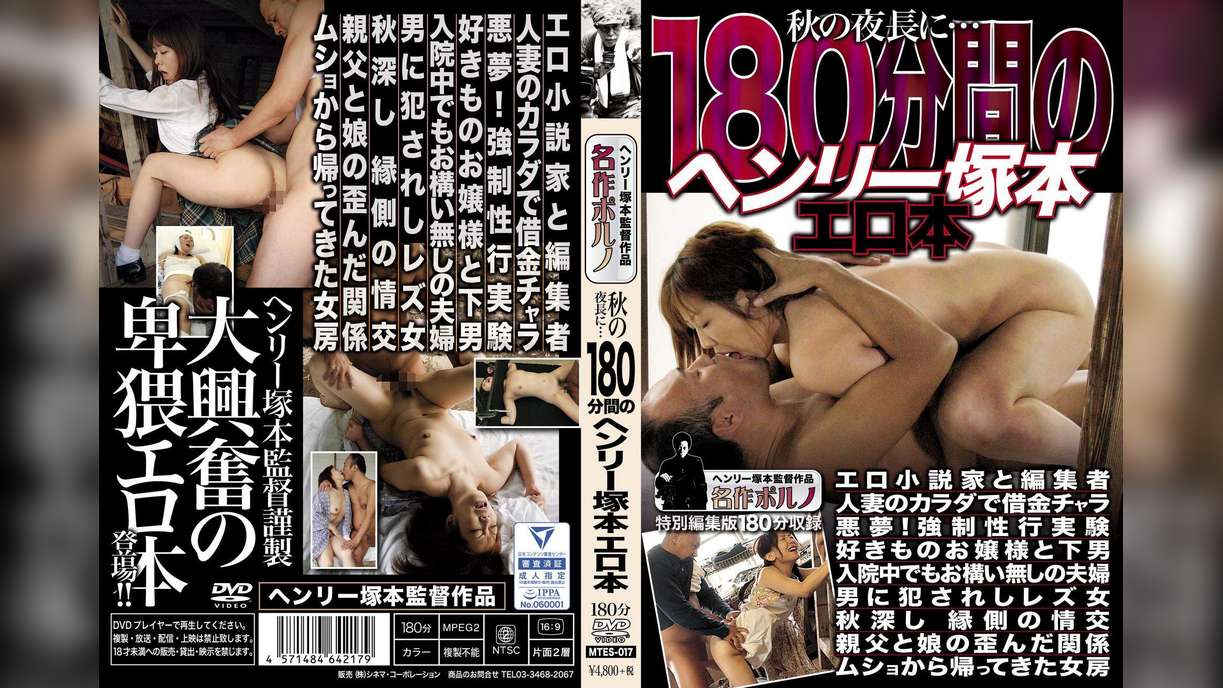 エロ小説家と編集者
人妻のカラダで借金チャラ
悪夢！強制性行実験
好きものお嬢様と下男
入院中でもお構い無しの夫婦
男に犯されしレズ女
秋深し 縁側の情交
親父と娘の歪んだ関係
ムショから帰ってきた女房
ヘンリー塚本監督謹製
大興奮の
卑猥エロ本
登場!!
DVD VIDEO
ヘンリー塚本監督作品
審査済証
成人指定
IPPA
No.060001
DVDプレイヤーで再生してください。
複製・放送・配信・上映は禁止です。
18才未満への販売・貸出・映示を禁じます。
4 571484 642179
180分 MPEG2 NTSC 16:9
カラー 複製不能 片面2層
販売 (株)シネマ・コーポレーション 商品のお問合せ TEL03-3468-2067
ヘンリー塚本監督作品
名作ポルノ
秋の夜長に…
180分間のヘンリー塚本エロ本
180分
DVD VIDEO
MTES-017
¥4,800+税
秋の夜長に…
180分間の
ヘンリー塚本
エロ本
ヘンリー塚本監督作品
名作ポルノ
特別編集版180分収録
エロ小説家と編集者
人妻のカラダで借金チャラ
悪夢！強制性行実験
好きものお嬢様と下男
入院中でもお構い無しの夫婦
男に犯されしレズ女
秋深し 縁側の情交
親父と娘の歪んだ関係
ムショから帰ってきた女房